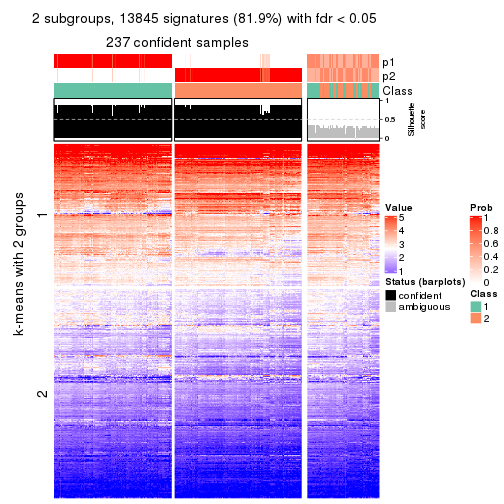 2 subgroups, 13845 signatures (81.9%) with fdr < 0.05
237 confident samples
p1
p2
Class
1
0.5
0
Silhouette
score
k-means with 2 groups
1
2
Value
5
4
3
2
1
Status (barplots)
confident
ambiguous
Prob
1
0.8
0.6
0.4
0.2
0
Class
1
2